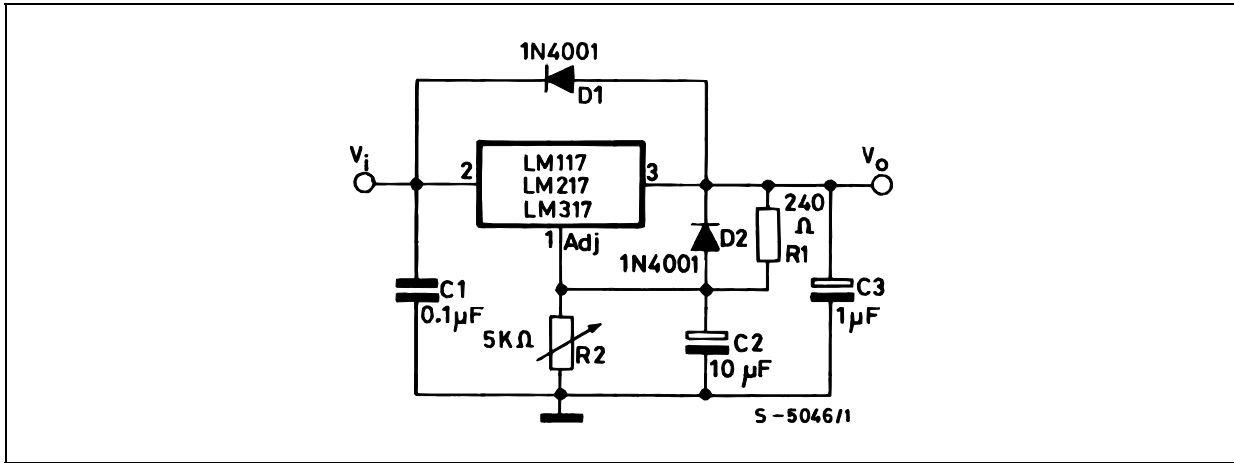 1N4001
D1
Vi
2
LM117
LM217
LM317
3
Vo
1
Adj
D2
1N4001
240
Ω
R1
C1
0.1µF
5KΩ
R2
C2
10 µF
C3
1µF
S-5046/1